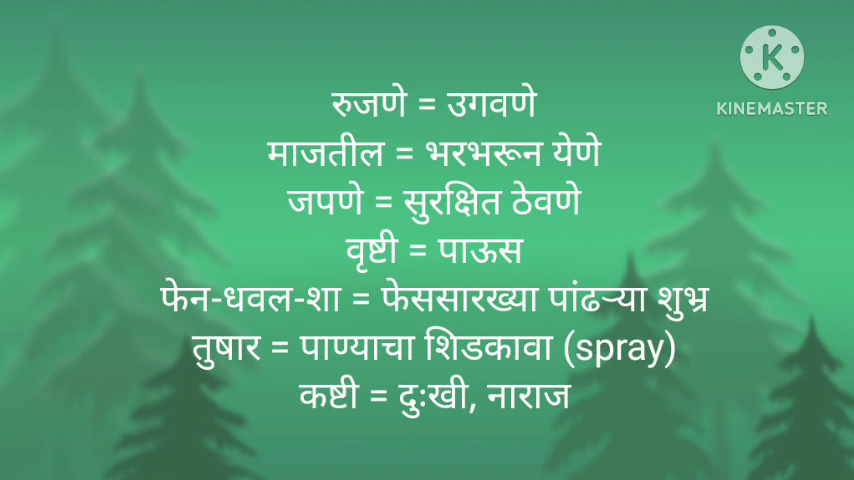 KINEMASTER
रुजणे = उगवणे
माजतील = भरभरून येणे
जपणे = सुरक्षित ठेवणे
वृष्टी = पाऊस
फेन-धवल-शा = फेससारख्या पांढऱ्या शुभ्र
तुषार = पाण्याचा शिडकावा (spray)
कष्टी = दुःखी, नाराज